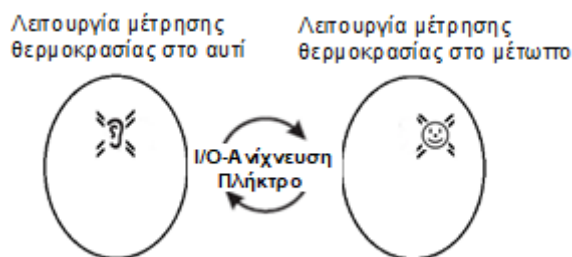 Λειτουργία μέτρησης
θερμοκρασίας στο αυτί
Λειτουργία μέτρησης
θερμοκρασίας στο μέτωπο
Ι/Ο-Ανίχνευση
Πλήκτρο